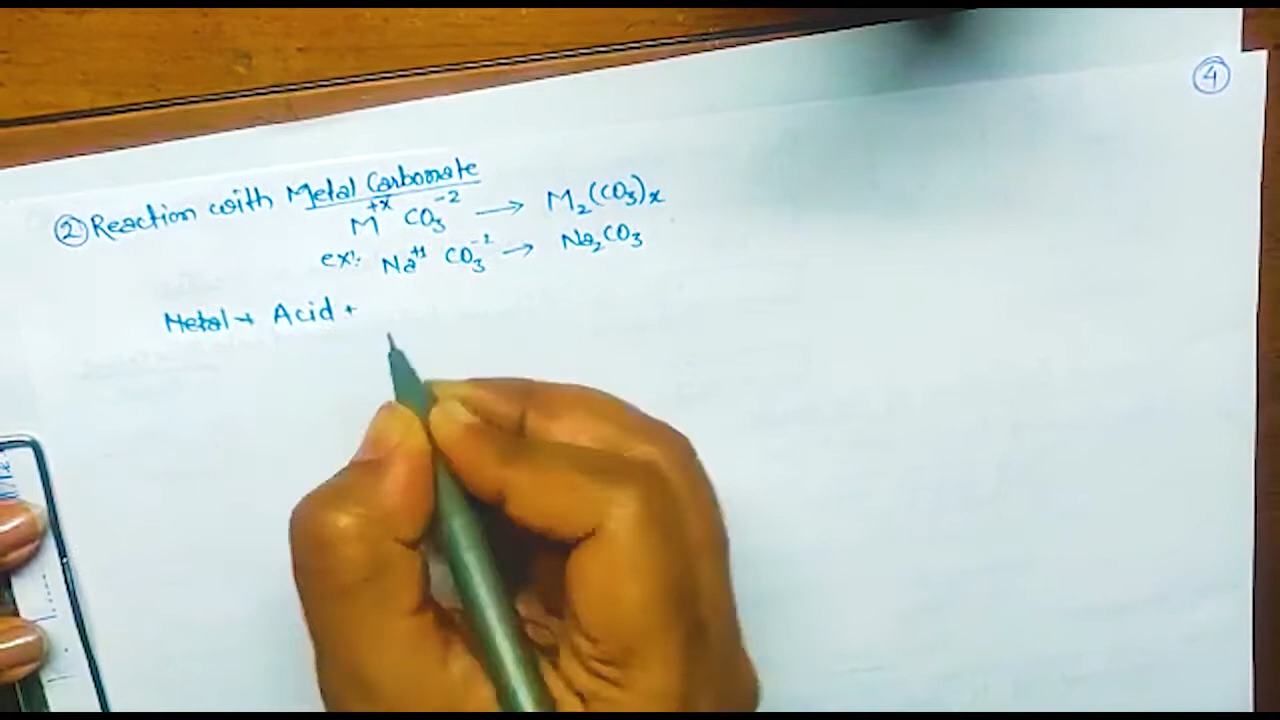 ④
② Reaction with Metal Carbonate
M⁺ˣ CO₃⁻² → M₂(CO₃)ₓ
ex: Na⁺¹ CO₃⁻² → Na₂CO₃
Metal + Acid +